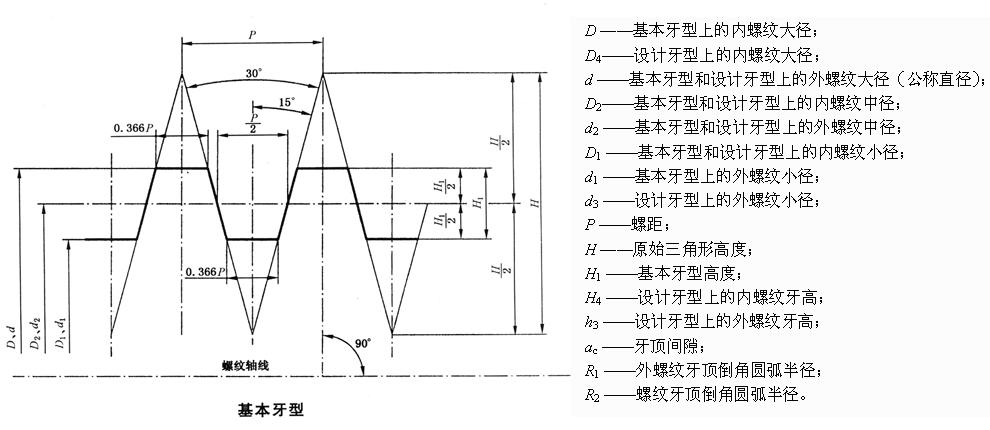 P
30°
15°
0.366P
P/2
H/2
H1/2
H1
H
H1/2
0.366P
H/2
D、d
D2、d2
D1、d1
90°
螺纹轴线
基本牙型
D ——基本牙型上的内螺纹大径；
D4——设计牙型上的内螺纹大径；
d ——基本牙型和设计牙型上的外螺纹大径（公称直径）；
D2——基本牙型和设计牙型上的内螺纹中径；
d2 ——基本牙型和设计牙型上的外螺纹中径；
D1 ——基本牙型和设计牙型上的内螺纹小径；
d1 ——基本牙型上的外螺纹小径；
d3 ——设计牙型上的外螺纹小径；
P ——螺距；
H ——原始三角形高度；
H1 ——基本牙型高度；
H4 ——设计牙型上的内螺纹牙高；
h3 ——设计牙型上的外螺纹牙高；
ac ——牙顶间隙；
R1 ——外螺纹牙顶倒角圆弧半径；
R2 ——螺纹牙顶倒角圆弧半径。